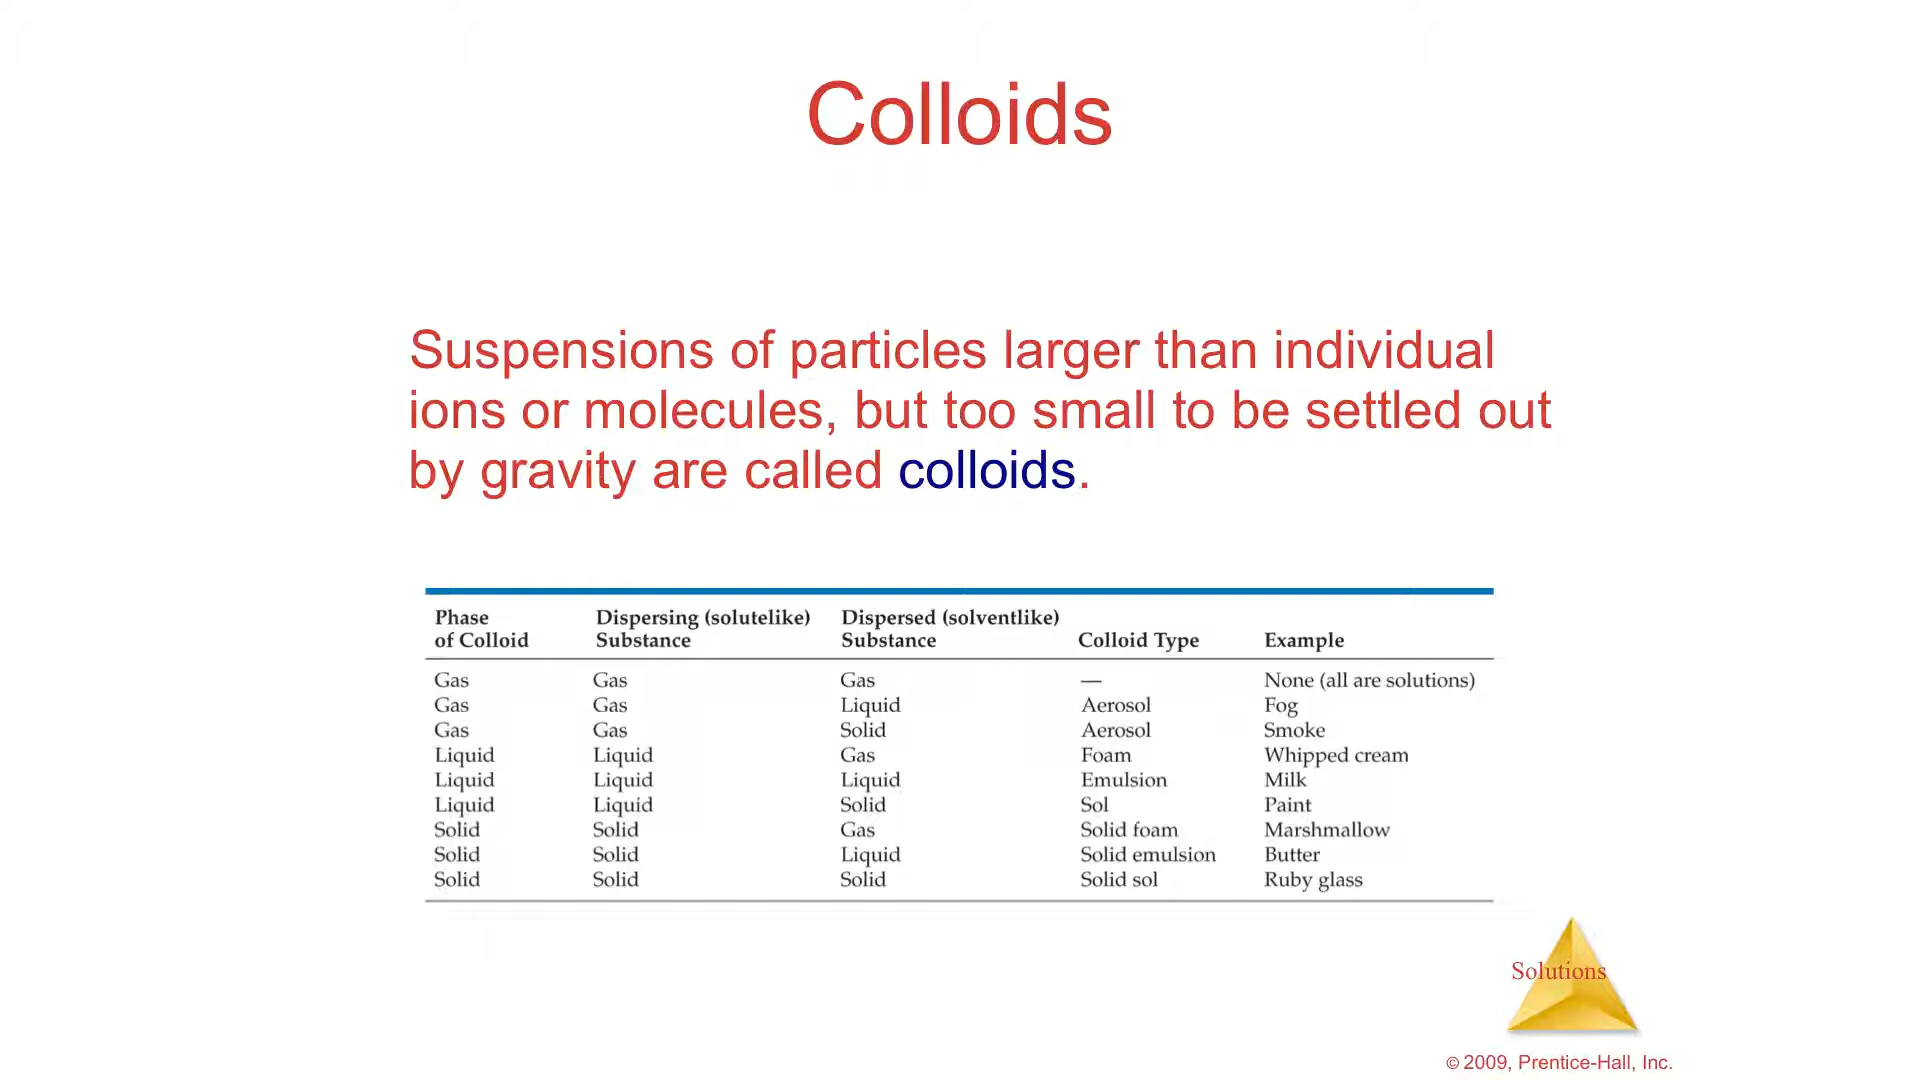 Colloids
Suspensions of particles larger than individual
ions or molecules, but too small to be settled out
by gravity are called colloids.
Phase of Colloid Dispersing (solutelike) Substance Dispersed (solventlike) Substance Colloid Type Example
Gas Gas Gas — None (all are solutions)
Gas Gas Liquid Aerosol Fog
Gas Gas Solid Aerosol Smoke
Liquid Liquid Gas Foam Whipped cream
Liquid Liquid Liquid Emulsion Milk
Liquid Liquid Solid Sol Paint
Solid Solid Gas Solid foam Marshmallow
Solid Solid Liquid Solid emulsion Butter
Solid Solid Solid Solid sol Ruby glass
Solutions
© 2009, Prentice-Hall, Inc.